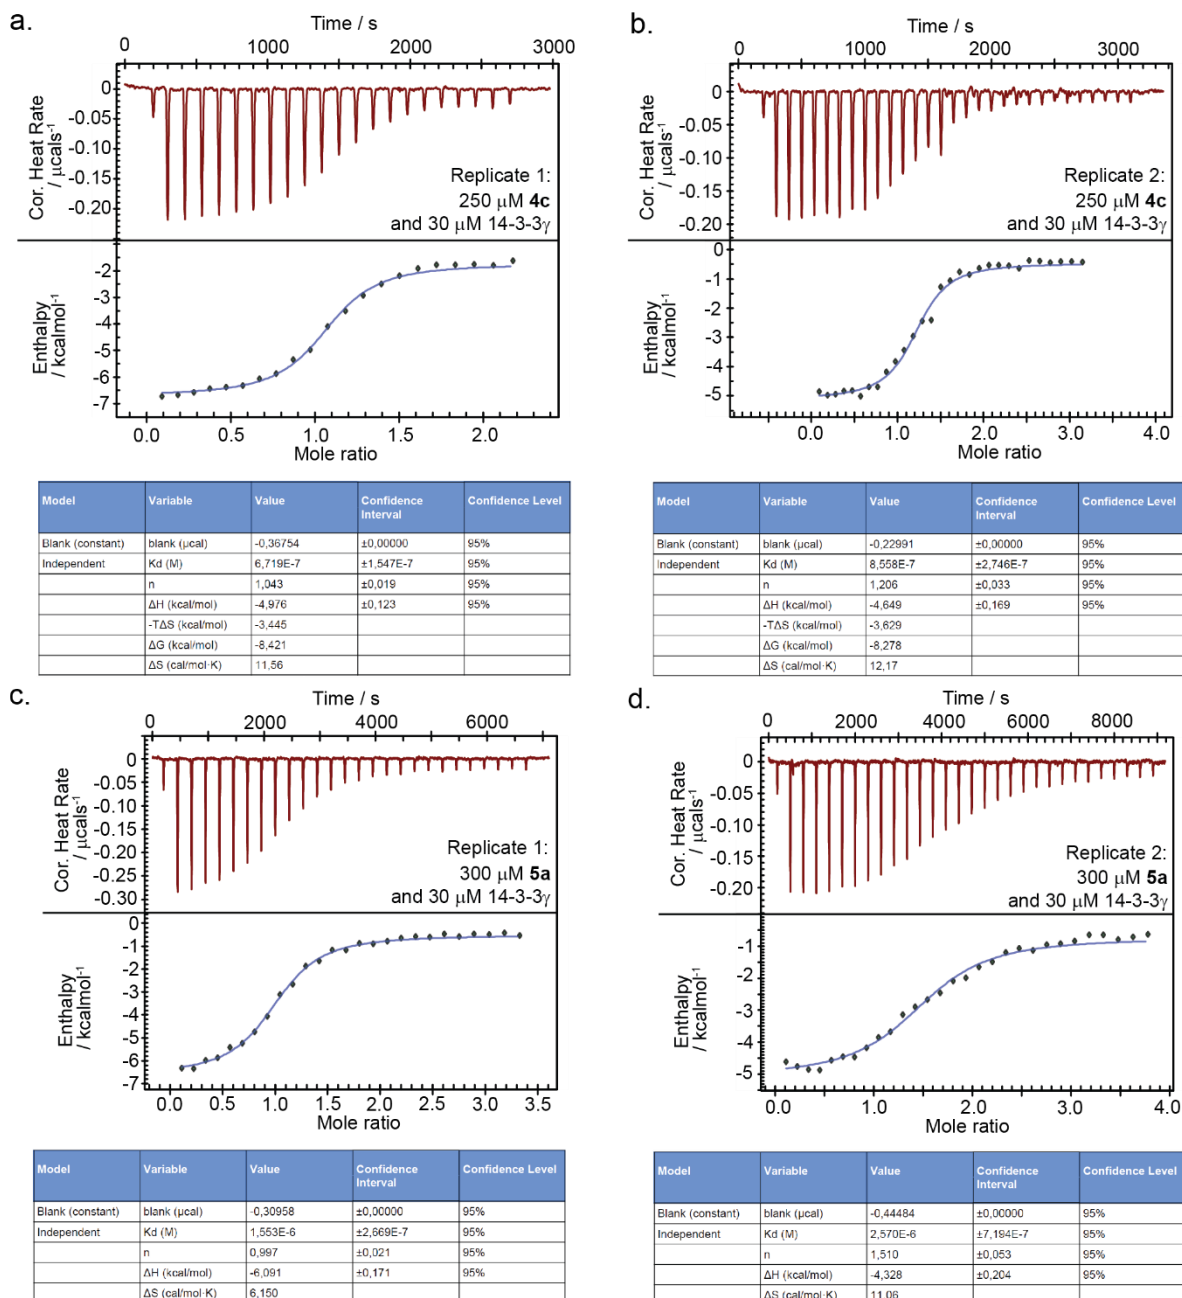 a.
Time / s
0 1000 2000 3000
Cor. Heat Rate
/ μcals-1
0
-0.05
-0.10
-0.15
-0.20
Replicate 1:
250 μM 4c
and 30 μM 14-3-3γ
Enthalpy
/ kcalmol-1
-2
-3
-4
-5
-6
-7
0.0 0.5 1.0 1.5 2.0
Mole ratio
Model Variable Value Confidence Interval Confidence Level
Blank (constant) blank (μcal) -0,36754 ±0,00000 95%
Independent Kd (M) 6,719E-7 ±1,547E-7 95%
n 1,043 ±0,019 95%
ΔH (kcal/mol) -4,976 ±0,123 95%
-TΔS (kcal/mol) -3,445
ΔG (kcal/mol) -8,421
ΔS (cal/mol·K) 11,56
b.
Time / s
0 1000 2000 3000
Cor. Heat Rate
/ μcals-1
0
-0.05
-0.10
-0.15
-0.20
Replicate 2:
250 μM 4c
and 30 μM 14-3-3γ
Enthalpy
/ kcalmol-1
0
-1
-2
-3
-4
-5
0.0 1.0 2.0 3.0 4.0
Mole ratio
Model Variable Value Confidence Interval Confidence Level
Blank (constant) blank (μcal) -0,22991 ±0,00000 95%
Independent Kd (M) 8,558E-7 ±2,746E-7 95%
n 1,206 ±0,033 95%
ΔH (kcal/mol) -4,649 ±0,169 95%
-TΔS (kcal/mol) -3,629
ΔG (kcal/mol) -8,278
ΔS (cal/mol·K) 12,17
c.
Time / s
0 2000 4000 6000
Cor. Heat Rate
/ μcals-1
0
-0.05
-0.10
-0.15
-0.20
-0.25
-0.30
Replicate 1:
300 μM 5a
and 30 μM 14-3-3γ
Enthalpy
/ kcalmol-1
0
-1
-2
-3
-4
-5
-6
-7
0.0 0.5 1.0 1.5 2.0 2.5 3.0 3.5
Mole ratio
Model Variable Value Confidence Interval Confidence Level
Blank (constant) blank (μcal) -0,30958 ±0,00000 95%
Independent Kd (M) 1,553E-6 ±2,669E-7 95%
n 0,997 ±0,021 95%
ΔH (kcal/mol) -6,091 ±0,171 95%
ΔS (cal/mol·K) 6,150
d.
Time / s
0 2000 4000 6000 8000
Cor. Heat Rate
/ μcals-1
0
-0.05
-0.10
-0.15
-0.20
Replicate 2:
300 μM 5a
and 30 μM 14-3-3γ
Enthalpy
/ kcalmol-1
-1
-2
-3
-4
-5
0.0 1.0 2.0 3.0 4.0
Mole ratio
Model Variable Value Confidence Interval Confidence Level
Blank (constant) blank (μcal) -0,44484 ±0,00000 95%
Independent Kd (M) 2,570E-6 ±7,194E-7 95%
n 1,510 ±0,053 95%
ΔH (kcal/mol) -4,328 ±0,204 95%
ΔS (cal/mol·K) 11,06